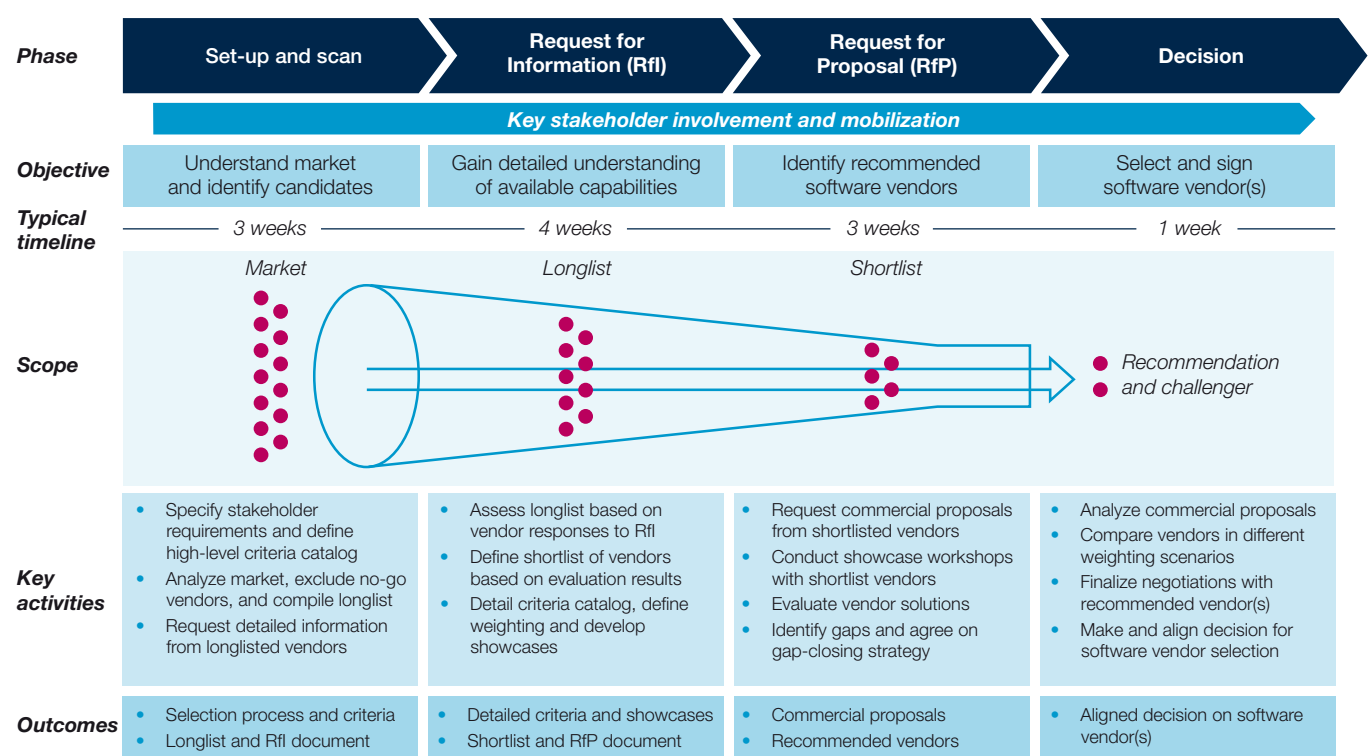 Phase
Set-up and scan
Request for
Information (RfI)
Request for
Proposal (RfP)
Decision
Key stakeholder involvement and mobilization
Objective
Understand market
and identify candidates
Gain detailed understanding
of available capabilities
Identify recommended
software vendors
Select and sign
software vendor(s)
Typical
timeline
3 weeks
4 weeks
3 weeks
1 week
Scope
Market
Longlist
Shortlist
Recommendation
and challenger
Key
activities
• Specify stakeholder
requirements and define
high-level criteria catalog
• Analyze market, exclude no-go
vendors, and compile longlist
• Request detailed information
from longlisted vendors
• Assess longlist based on
vendor responses to RfI
• Define shortlist of vendors
based on evaluation results
• Detail criteria catalog, define
weighting and develop
showcases
• Request commercial proposals
from shortlisted vendors
• Conduct showcase workshops
with shortlist vendors
• Evaluate vendor solutions
• Identify gaps and agree on
gap-closing strategy
• Analyze commercial proposals
• Compare vendors in different
weighting scenarios
• Finalize negotiations with
recommended vendor(s)
• Make and align decision for
software vendor selection
Outcomes
• Selection process and criteria
• Longlist and RfI document
• Detailed criteria and showcases
• Shortlist and RfP document
• Commercial proposals
• Recommended vendors
• Aligned decision on software
vendor(s)